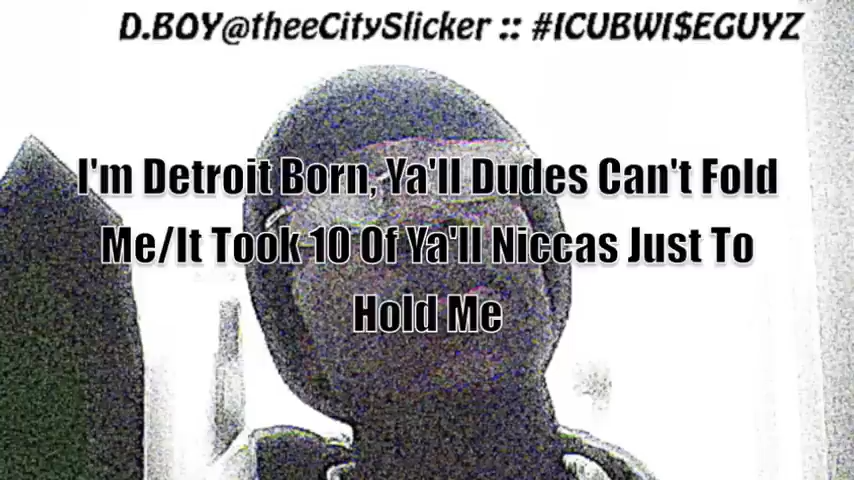 D.BOY@theeCitySlicker :: #ICUBWI$EGUYZ
I'm Detroit Born, Ya'll Dudes Can't Fold
Me/It Took 10 Of Ya'll Niccas Just To
Hold Me